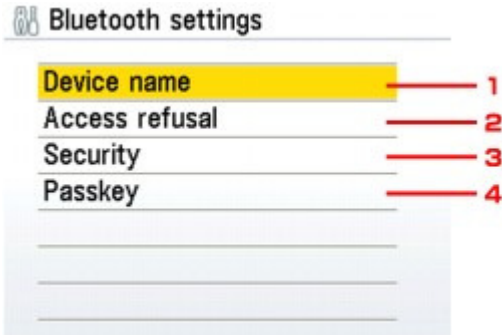 Bluetooth settings
Device name 1
Access refusal 2
Security 3
Passkey 4